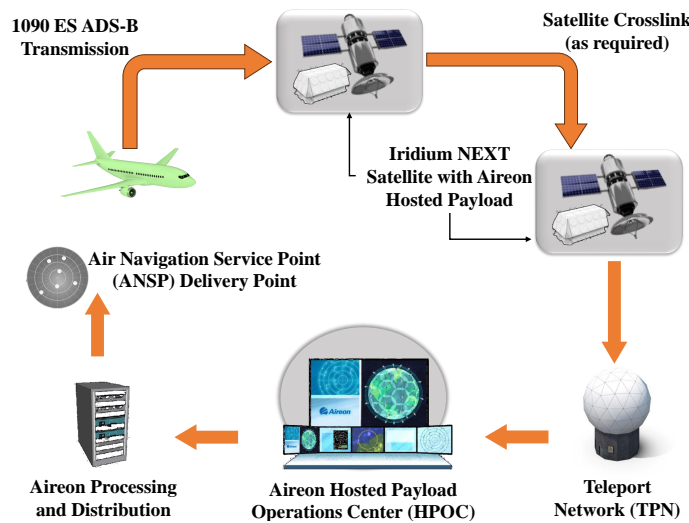 1090 ES ADS-B
Transmission
Satellite Crosslink
(as required)
Iridium NEXT
Satellite with Aireon
Hosted Payload
Air Navigation Service Point
(ANSP) Delivery Point
Aireon
Aireon Processing
and Distribution
Aireon Hosted Payload
Operations Center (HPOC)
Teleport
Network (TPN)